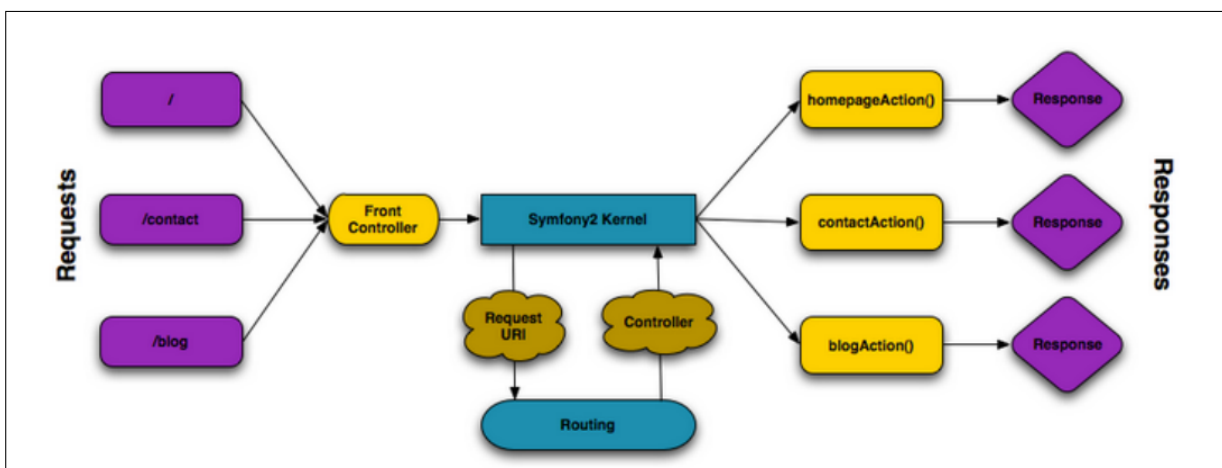 Requests
/
/contact
/blog
Front
Controller
Symfony2 Kernel
Request
URI
Controller
Routing
homepageAction()
contactAction()
blogAction()
Response
Response
Response
Responses